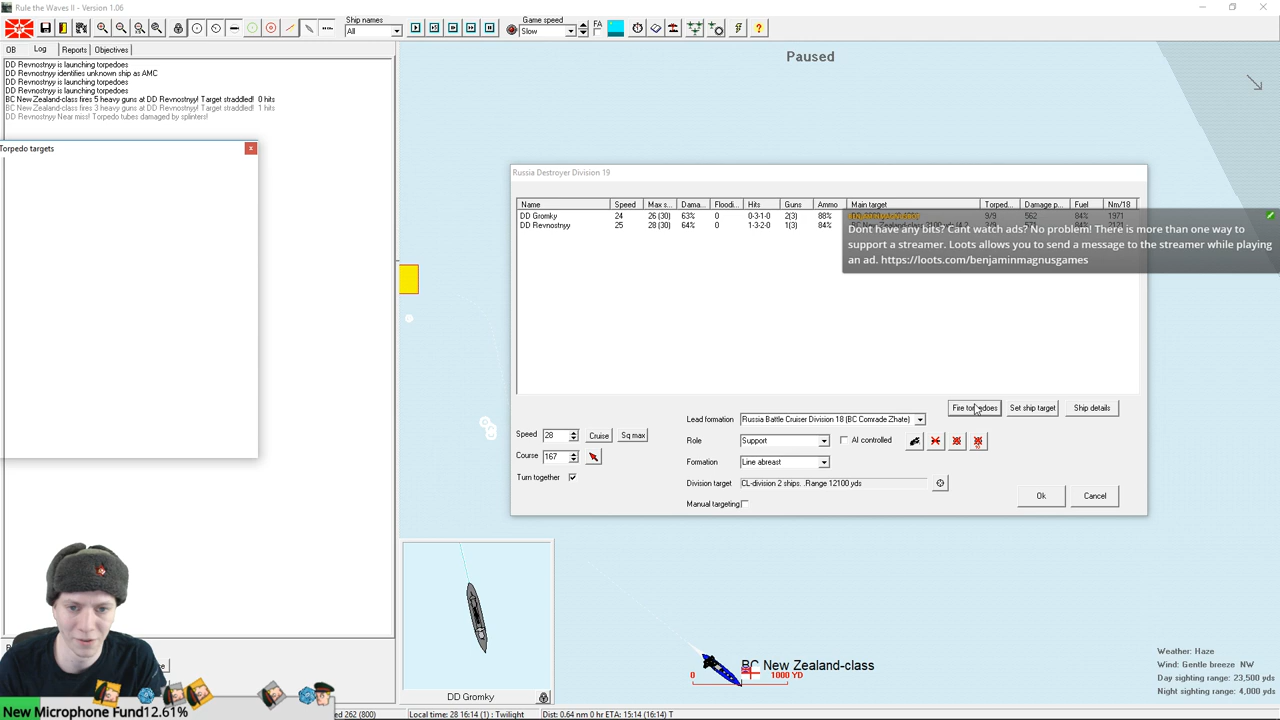 Rule the Waves II - Version 1.06
Ship names
All
Game speed
Slow
FA
OB
Log
Reports
Objectives
DD Revnostnyy is launching torpedoes
DD Revnostnyy identifies unknown ship as AMC
DD Revnostnyy is launching torpedoes
DD Revnostnyy is launching torpedoes
BC New Zealand-class fires 5 heavy guns at DD Revnostnyy! Target straddled! 0 hits
BC New Zealand-class fires 3 heavy guns at DD Revnostnyy! Target straddled! 1 hits
DD Revnostnyy Near miss! Torpedo tubes damaged by splinters!
Torpedo targets
Paused
Russia Destroyer Division 19
Name Speed Max s... Dama... Floodi... Hits Guns Ammo Main target Torped... Damage p... Fuel Nm/18
DD Gromky 24 26 (30) 63% 0 0-3-1-0 2(3) 88% 9/9 562 84% 1971
DD Revnostnyy 25 28 (30) 64% 0 1-3-2-0 1(3) 84%
Dont have any bits? Cant watch ads? No problem! There is more than one way to
support a streamer. Loots allows you to send a message to the streamer while playing
an ad. https://loots.com/benjaminmagnusgames
Fire torpedoes
Set ship target
Ship details
Lead formation
Russia Battle Cruiser Division 18 (BC Comrade Zhate)
Speed
28
Cruise
Sq max
Role
Support
AI controlled
Course
167
Formation
Line abreast
Turn together
Division target
CL-division 2 ships. .Range 12100 yds
Manual targeting
Ok
Cancel
DD Gromky
BC New Zealand-class
0
1000 YD
Weather: Haze
Wind: Gentle breeze NW
Day sighting range: 23,500 yds
Night sighting range: 4,000 yds
New Microphone Fund12.61%
262 (800)
Local time: 28 16:14 (1) : Twilight
Dist: 0.64 nm 0 hr ETA: 15:14 (16:14) T